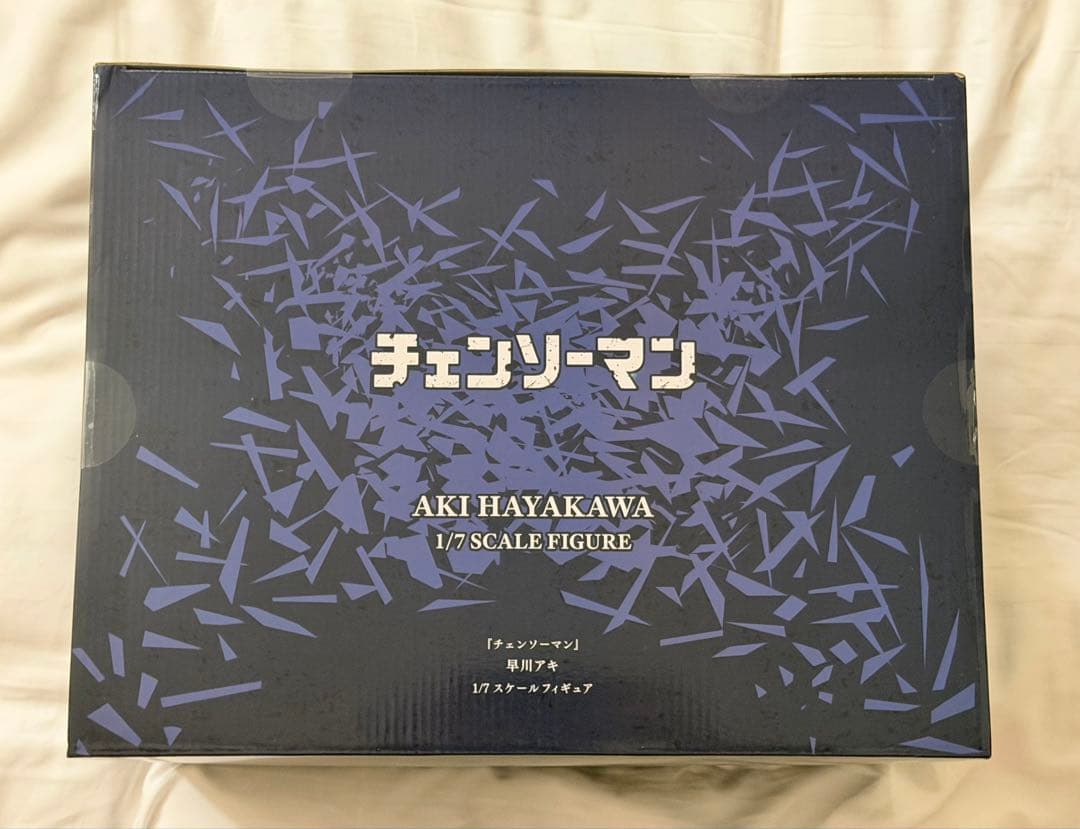 チェンソーマン
AKI HAYAKAWA
1/7 SCALE FIGURE
『チェンソーマン』
早川アキ
1/7 スケールフィギュア